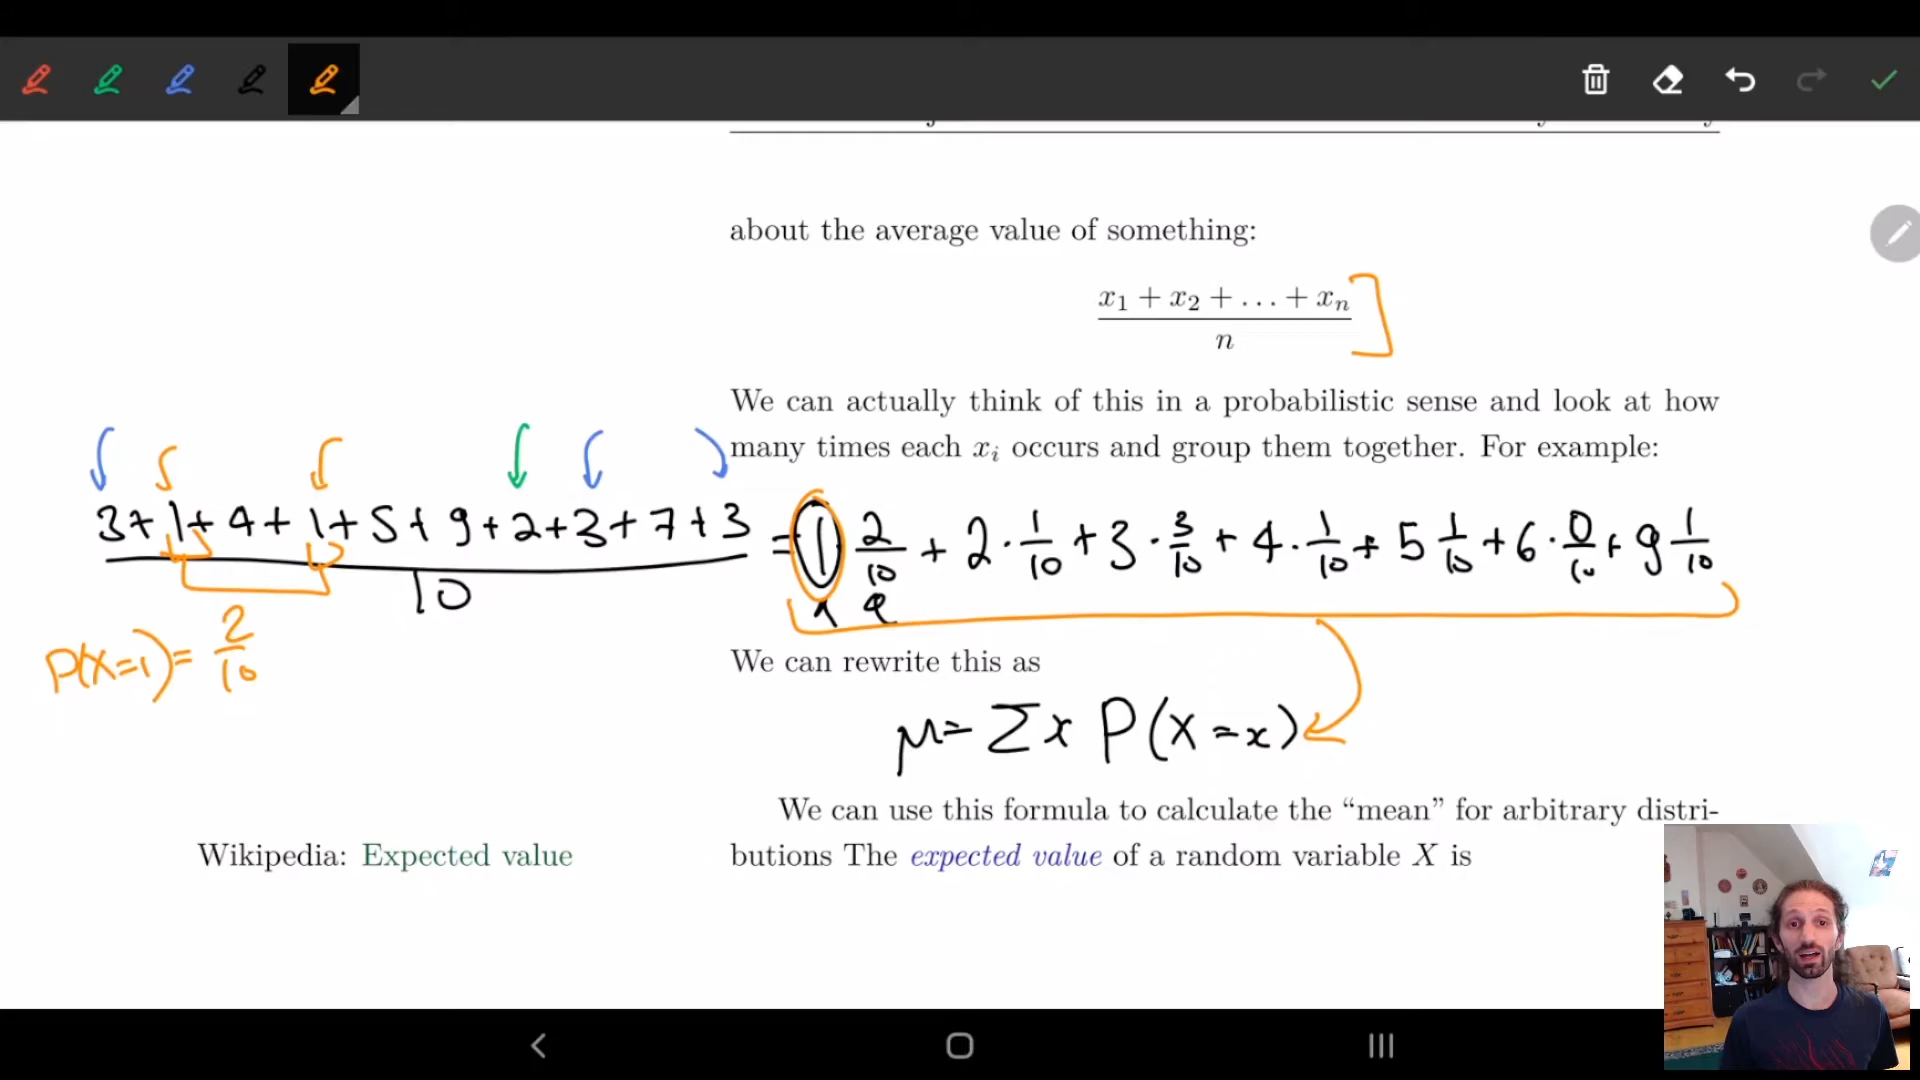 about the average value of something:
x₁ + x₂ + … + xₙ
n
We can actually think of this in a probabilistic sense and look at how
many times each xᵢ occurs and group them together. For example:
3+1+4+1+5+9+2+3+7+3 / 10 = 1 2/10 + 2·1/10 + 3·3/10 + 4·1/10 + 5 1/10 + 6·0/10 + 9 1/10
P(X=1) = 2/10
We can rewrite this as
μ = Σ x P(X=x)
We can use this formula to calculate the “mean” for arbitrary distri-
Wikipedia: Expected value
butions The expected value of a random variable X is